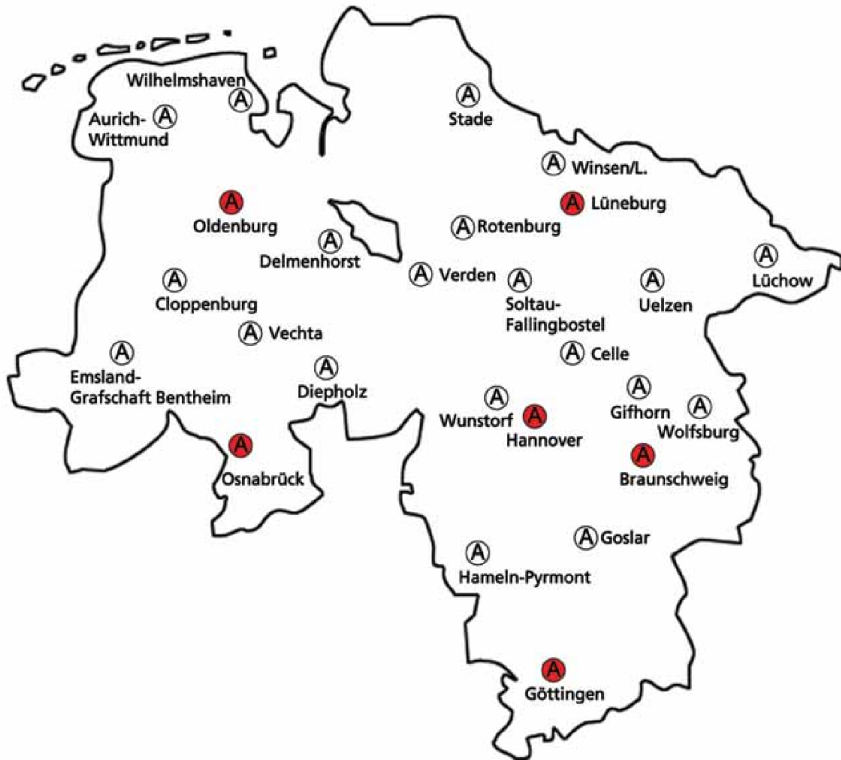 Wilhelmshaven
A
A
Aurich-
Wittmund
A
Stade
A
Winsen/L.
A
Oldenburg
A
Lüneburg
A
Rotenburg
A
Delmenhorst
A
Lüchow
A
Verden
A
Cloppenburg
A
Soltau-
Fallingbostel
A
Uelzen
A
Vechta
A
Celle
A
Emsland-
Grafschaft Bentheim
A
Diepholz
A
Wunstorf
A
Hannover
A
Gifhorn
A
Wolfsburg
A
Osnabrück
A
Braunschweig
A
Goslar
A
Hameln-Pyrmont
A
Göttingen